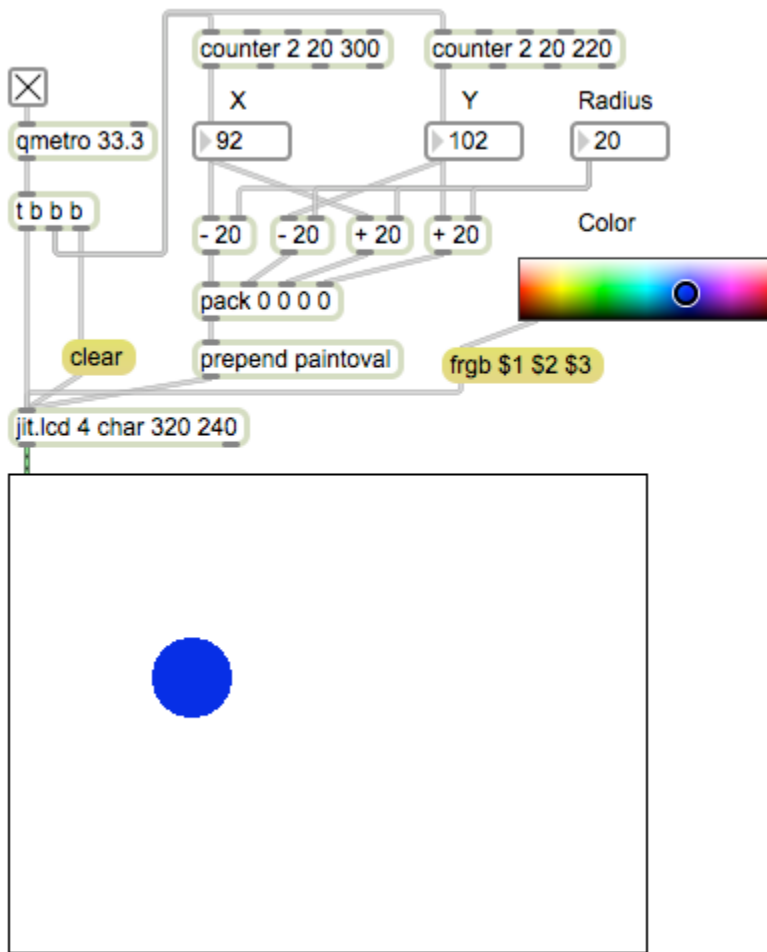 counter 2 20 300
counter 2 20 220
X
Y
Radius
qmetro 33.3
92
102
20
t b b b
- 20
- 20
+ 20
+ 20
Color
pack 0 0 0 0
clear
prepend paintoval
frgb $1 $2 $3
jit.lcd 4 char 320 240